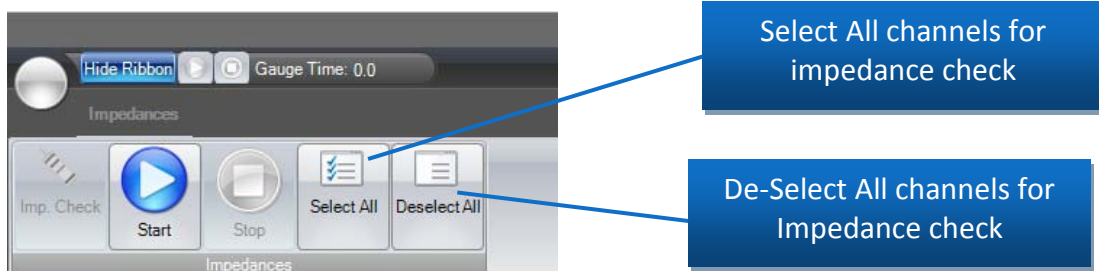 Select All channels for
impedance check
Hide Ribbon Gauge Time: 0.0
Impedances
Imp. Check Start Stop Select All Deselect All
Impedances
De-Select All channels for
Impedance check